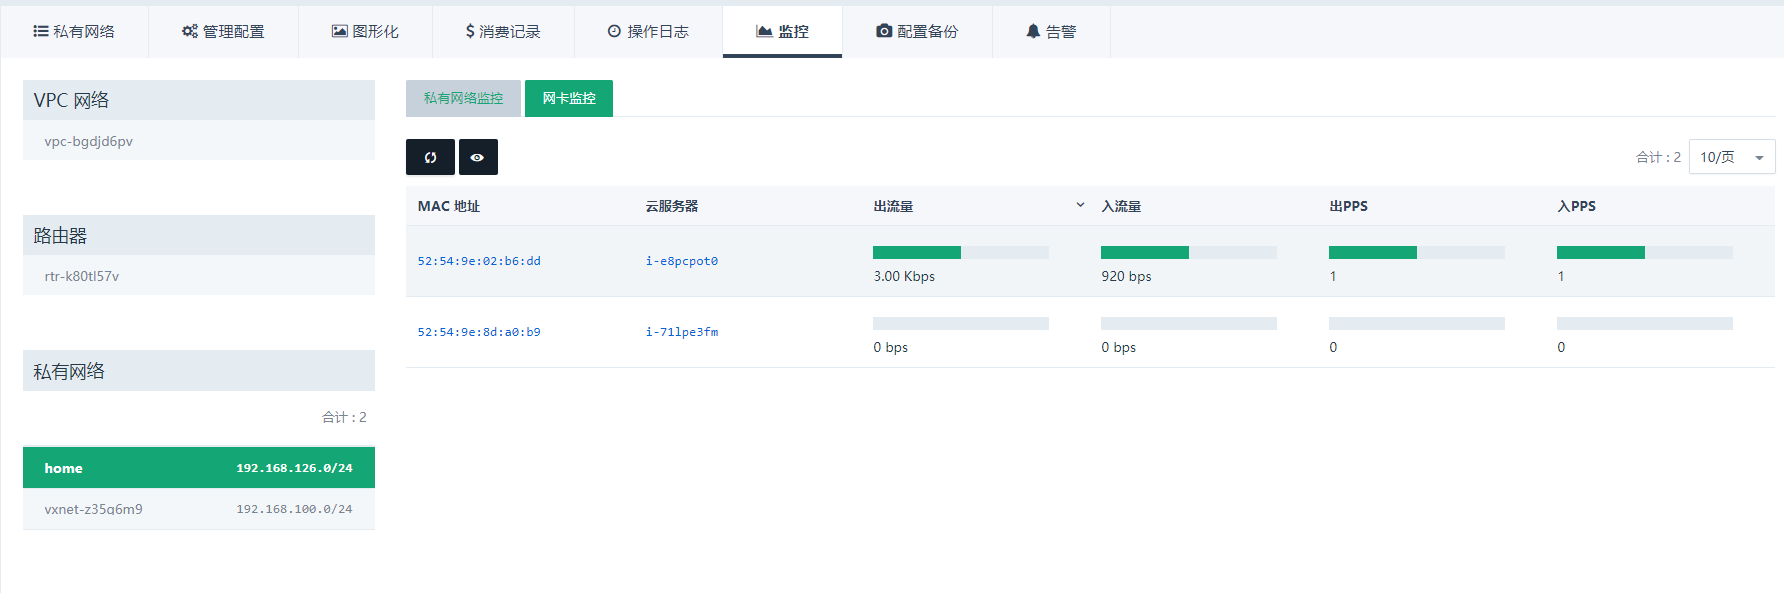 私有网络 管理配置 图形化 $ 消费记录 操作日志 监控 配置备份 告警
VPC 网络
vpc-bgdjd6pv
路由器
rtr-k80tl57v
私有网络
合计 : 2
home 192.168.126.0/24
vxnet-z35q6m9 192.168.100.0/24
私有网络监控 网卡监控
合计 : 2 10/页
MAC 地址 云服务器 出流量 入流量 出PPS 入PPS
52:54:9e:02:b6:dd i-e8pcpot0
3.00 Kbps 920 bps 1 1
52:54:9e:8d:a0:b9 i-71lpe3fm
0 bps 0 bps 0 0